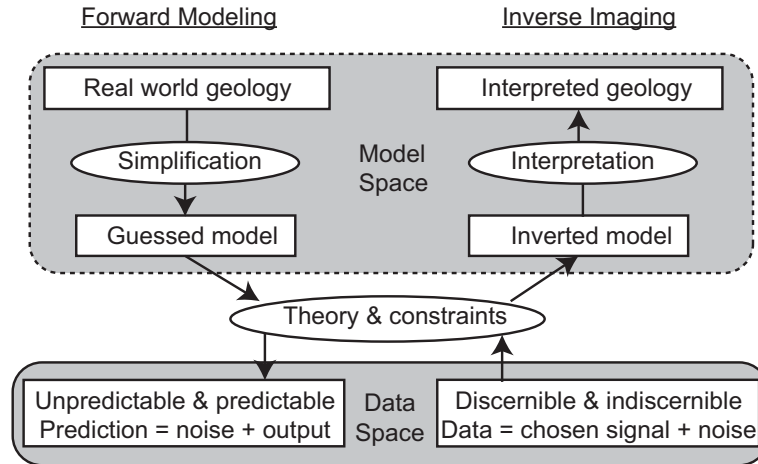 Forward Modeling
Inverse Imaging
Real world geology
Interpreted geology
Simplification
Model
Space
Interpretation
Guessed model
Inverted model
Theory & constraints
Unpredictable & predictable
Prediction = noise + output
Data
Space
Discernible & indiscernible
Data = chosen signal + noise